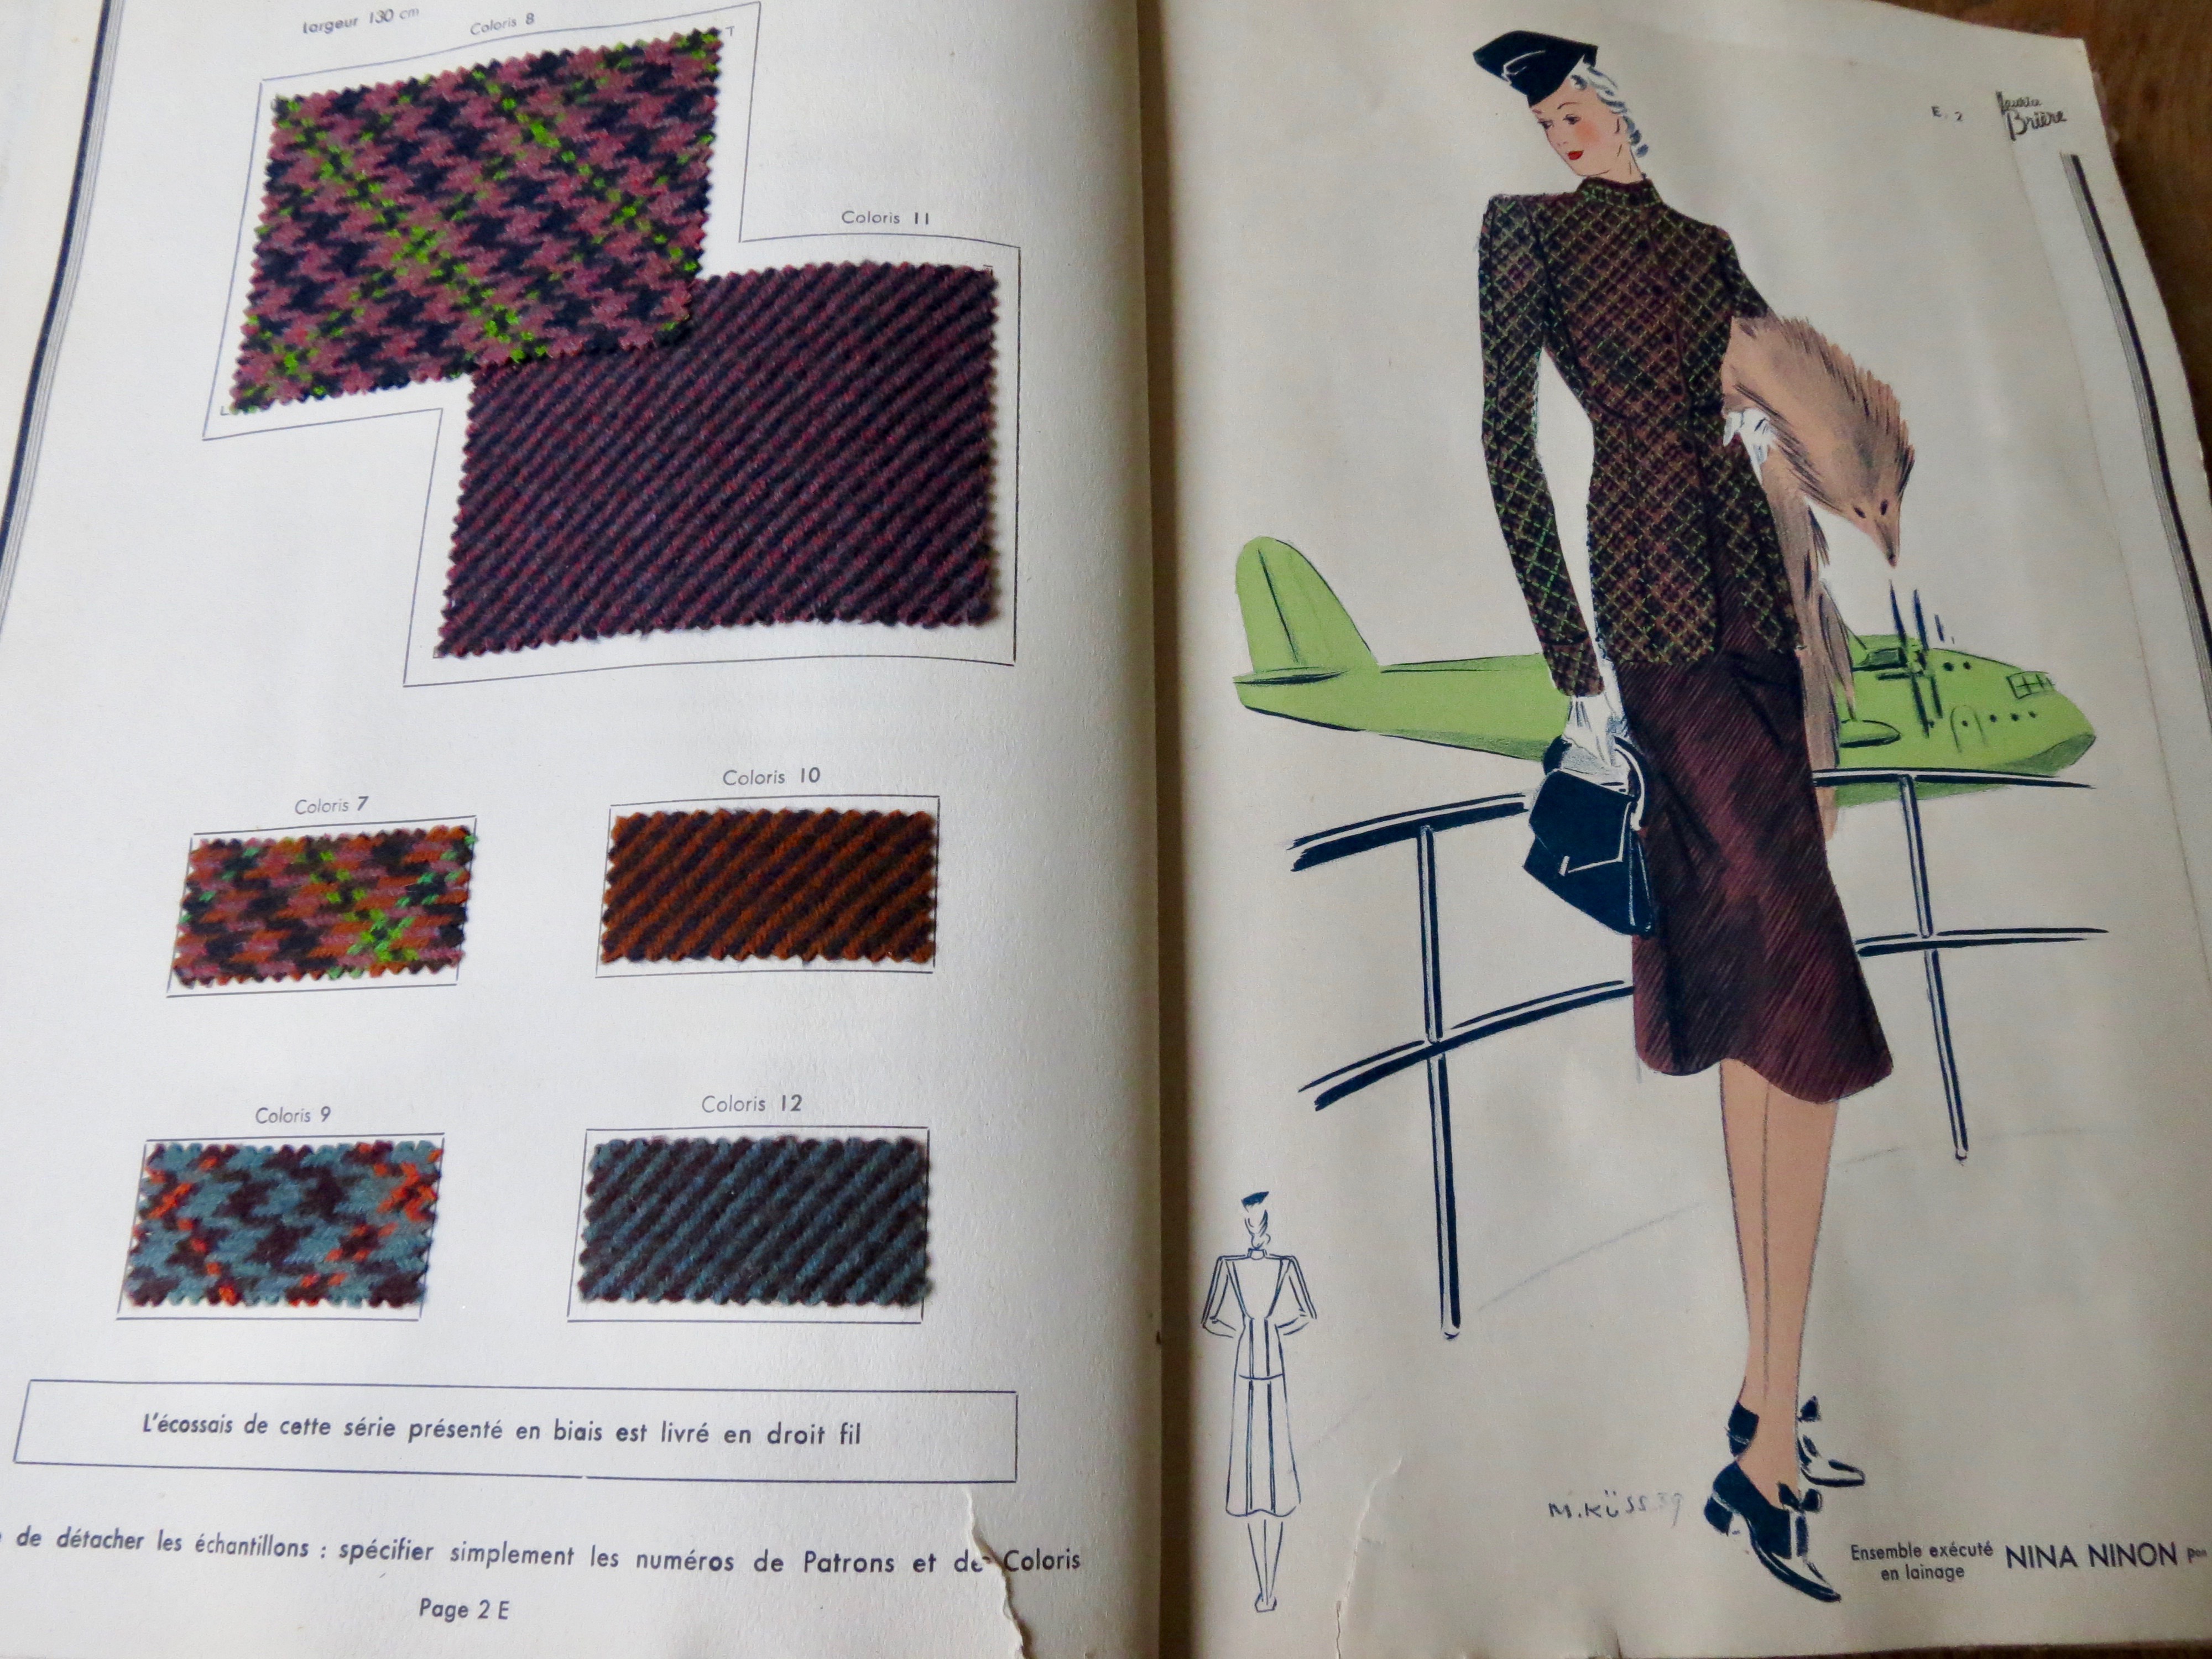 largeur 130 cm
Coloris 8
Coloris 11
Coloris 7
Coloris 10
Coloris 9
Coloris 12
L'écossais de cette série présenté en biais est livré en droit fil
de détacher les échantillons : spécifier simplement les numéros de Patrons et de Coloris
Page 2 E
E. 2
Brière
M. KÜSS 39
Ensemble exécuté
en lainage
NINA NINON